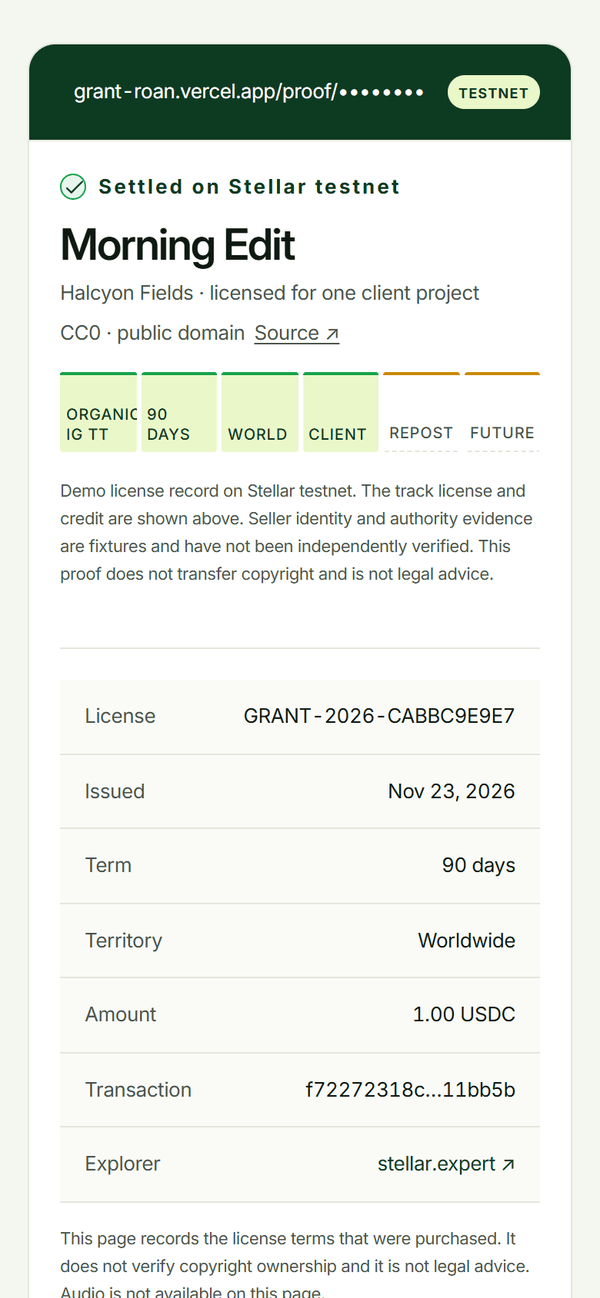 grant-roan.vercel.app/proof/••••••••
TESTNET
Settled on Stellar testnet
Morning Edit
Halcyon Fields · licensed for one client project
CC0 · public domain Source ↗
ORGANIC
IG TT
90
DAYS
WORLD
CLIENT
REPOST
FUTURE
Demo license record on Stellar testnet. The track license and
credit are shown above. Seller identity and authority evidence
are fixtures and have not been independently verified. This
proof does not transfer copyright and is not legal advice.
License GRANT-2026-CABBC9E9E7
Issued Nov 23, 2026
Term 90 days
Territory Worldwide
Amount 1.00 USDC
Transaction f72272318c...11bb5b
Explorer stellar.expert ↗
This page records the license terms that were purchased. It
does not verify copyright ownership and it is not legal advice.
Audio is not available on this page.